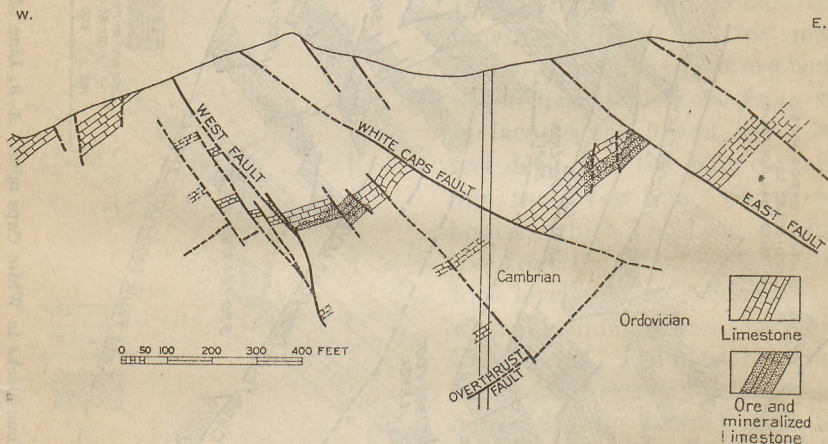 W.
E.
WEST FAULT
WHITE CAPS FAULT
EAST FAULT
Cambrian
Ordovician
OVERTHRUST
FAULT
0 50 100 200 300 400 FEET
Limestone
Ore and
mineralized
limestone